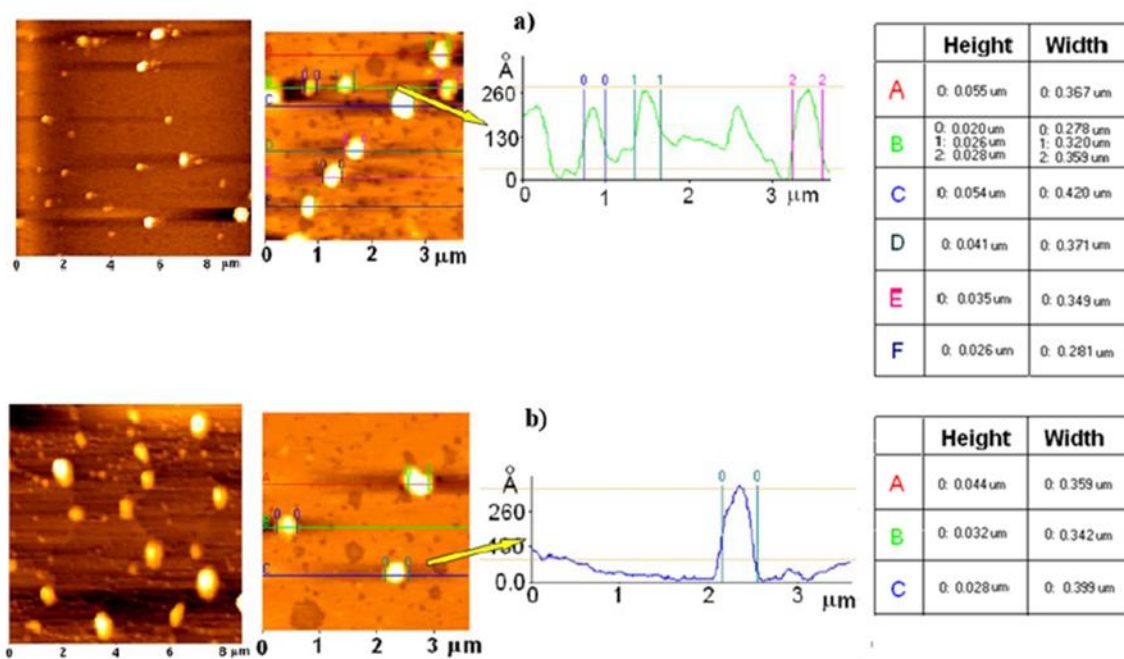 a)
Å
260
130
0
0 0 1 1 2 2
0 1 2 3 μm
0 2 4 6 8 μm
0 1 2 3 μm
A
B
C
D
E
F
Height Width
A 0: 0.055 um 0: 0.367 um
B 0: 0.020 um 0: 0.278 um
1: 0.026 um 1: 0.320 um
2: 0.028 um 2: 0.359 um
C 0: 0.054 um 0: 0.420 um
D 0: 0.041 um 0: 0.371 um
E 0: 0.035 um 0: 0.349 um
F 0: 0.026 um 0: 0.281 um
b)
Å
260
0.0
0 0
0 1 2 3 μm
0 2 4 6 8 μm
0 1 2 3 μm
A
B
C
Height Width
A 0: 0.044 um 0: 0.359 um
B 0: 0.032 um 0: 0.342 um
C 0: 0.028 um 0: 0.399 um